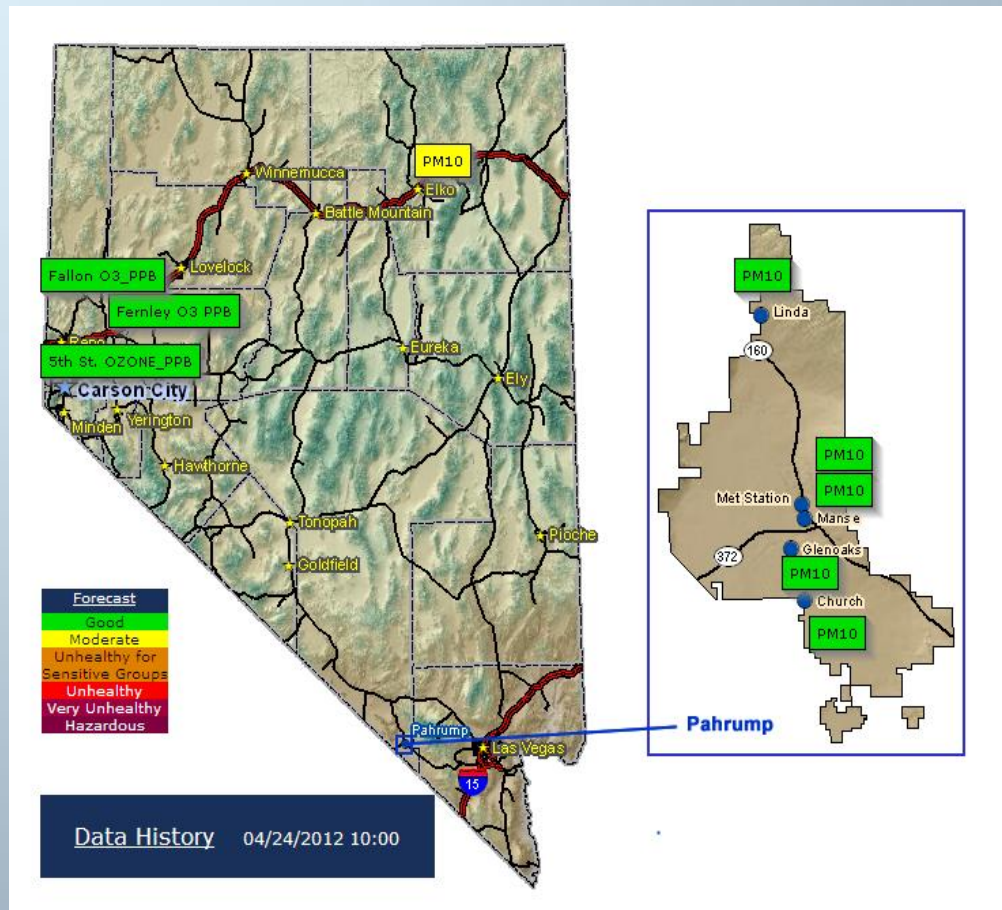 PM10
Winnemucca
Elko
Battle Mountain
Lovelock
Fallon O3_PPB
Fernley O3 PPB
Reno
5th St. OZONE_PPB
Eureka
Ely
Carson City
Minden
Yerington
Hawthorne
Tonopah
Pioche
Goldfield
Forecast
Good
Moderate
Unhealthy for
Sensitive Groups
Unhealthy
Very Unhealthy
Hazardous
Pahrump
Las Vegas
15
Data History 04/24/2012 10:00
PM10
Linda
160
PM10
PM10
Met Station
Manse
372
Glenoaks
PM10
Church
PM10
Pahrump